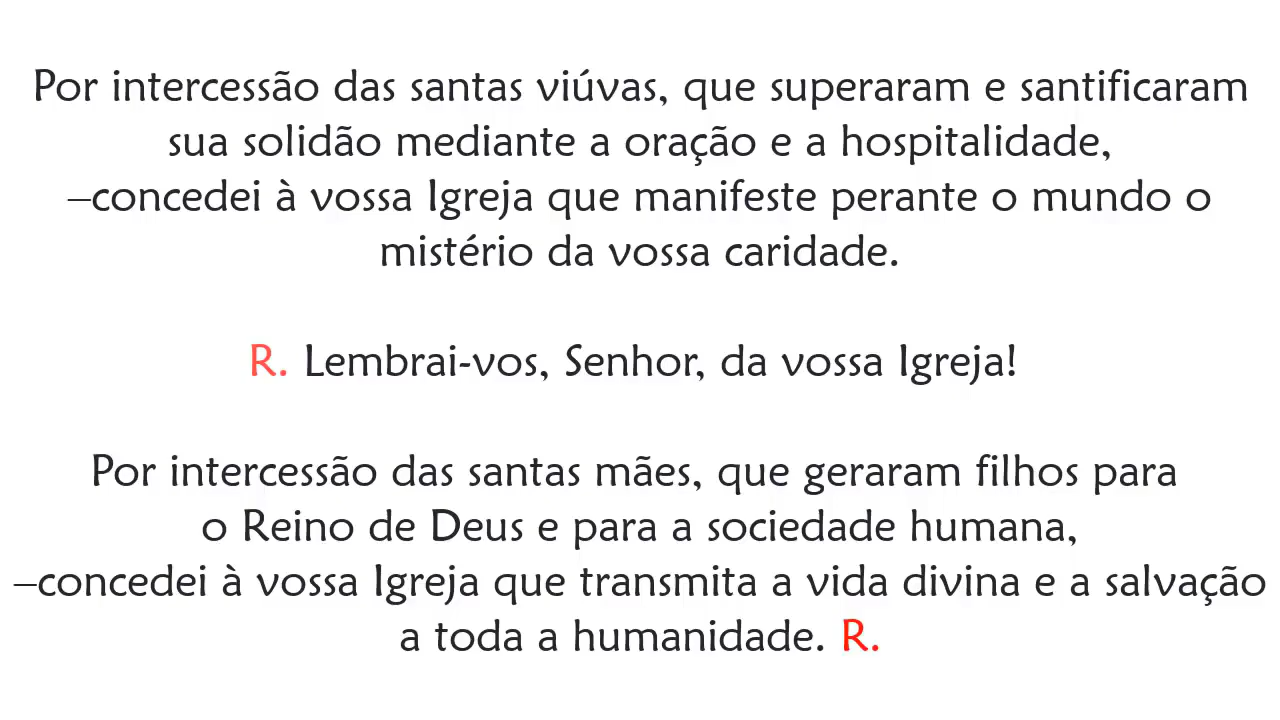 Por intercessão das santas viúvas, que superaram e santificaram
sua solidão mediante a oração e a hospitalidade,
–concedei à vossa Igreja que manifeste perante o mundo o
mistério da vossa caridade.
R. Lembrai-vos, Senhor, da vossa Igreja!
Por intercessão das santas mães, que geraram filhos para
o Reino de Deus e para a sociedade humana,
–concedei à vossa Igreja que transmita a vida divina e a salvação
a toda a humanidade. R.